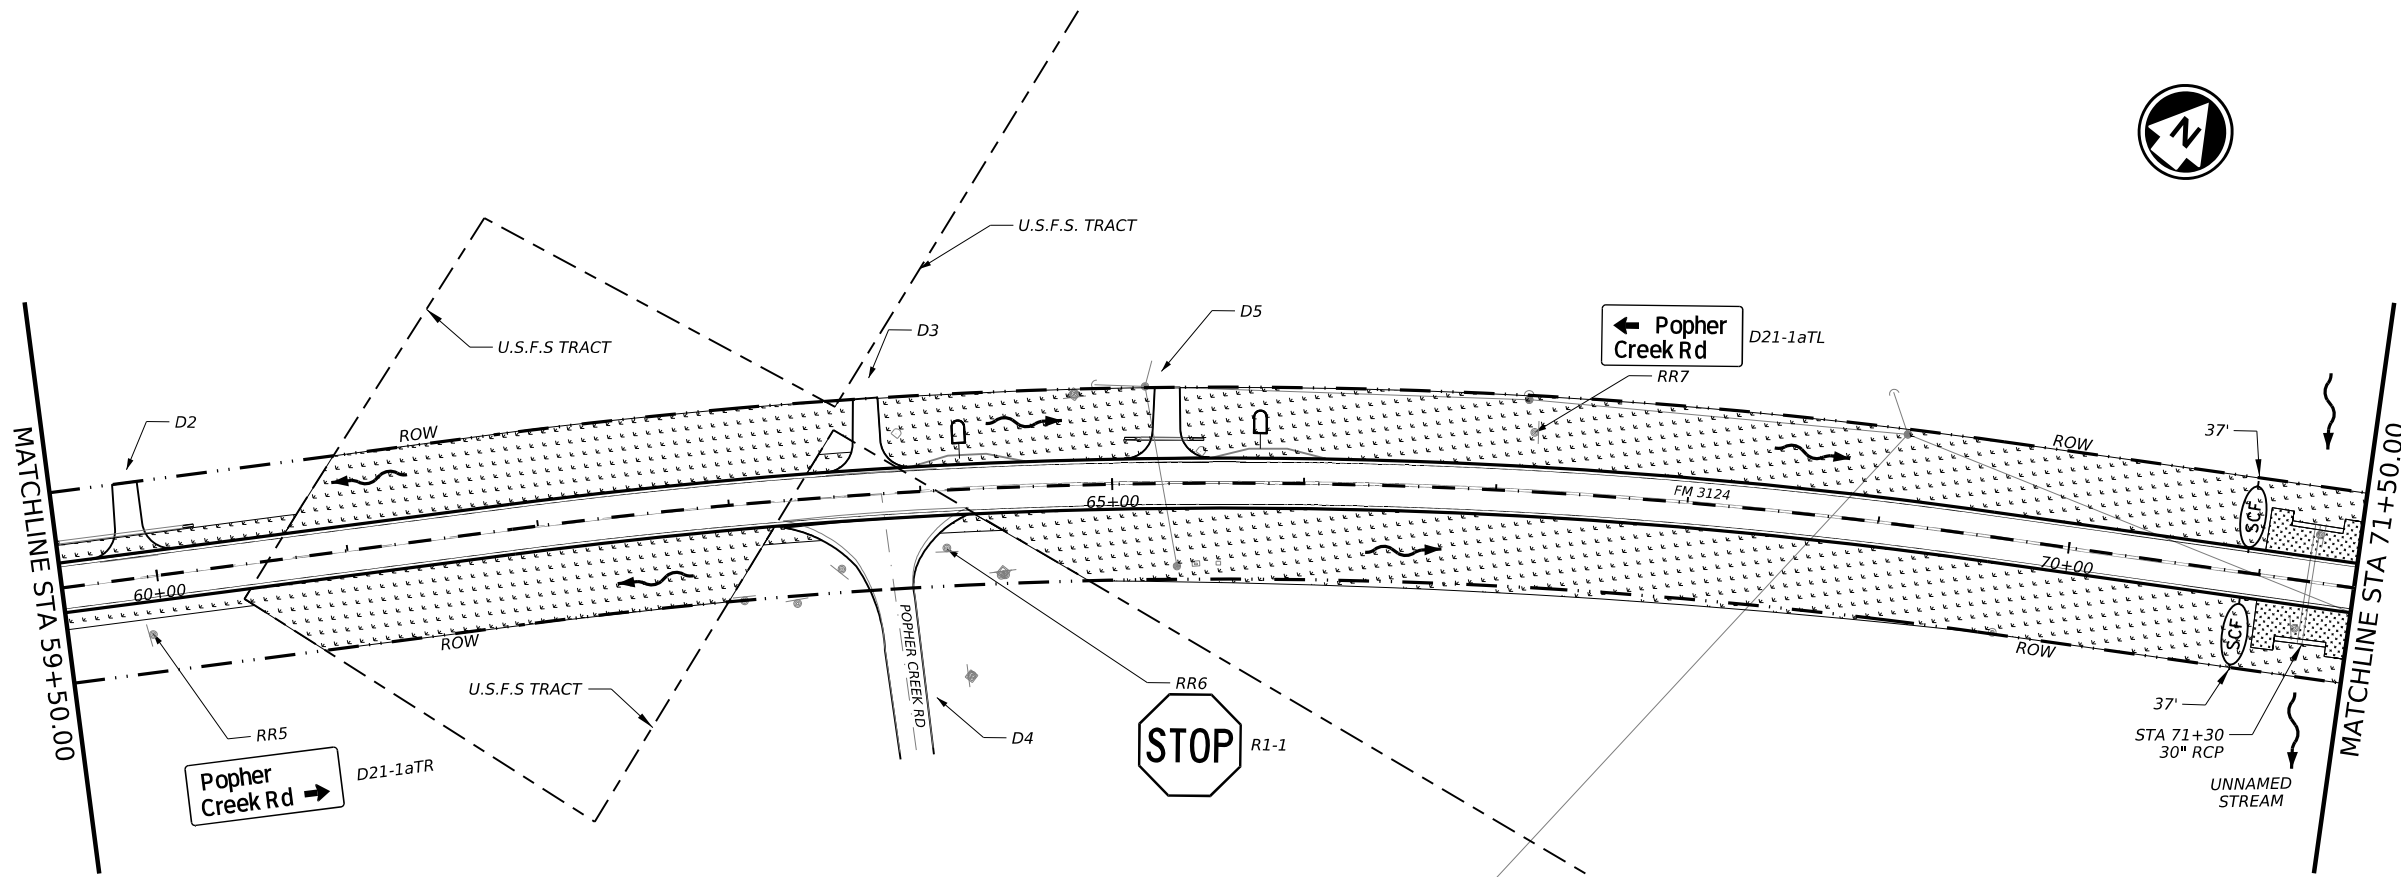 N
U.S.F.S. TRACT
D5
D3
U.S.F.S TRACT
Popher
Creek Rd
D21-1aTL
RR7
D2
ROW
ROW
37'
MATCHLINE STA 59+50.00
MATCHLINE STA 71+50.00
FM 3124
65+00
SCF
60+00
70+00
ROW
POPHER CREEK RD
SCF
ROW
U.S.F.S TRACT
RR6
37'
RR5
D4
STOP
R1-1
STA 71+30
30" RCP
Popher
Creek Rd
D21-1aTR
UNNAMED
STREAM